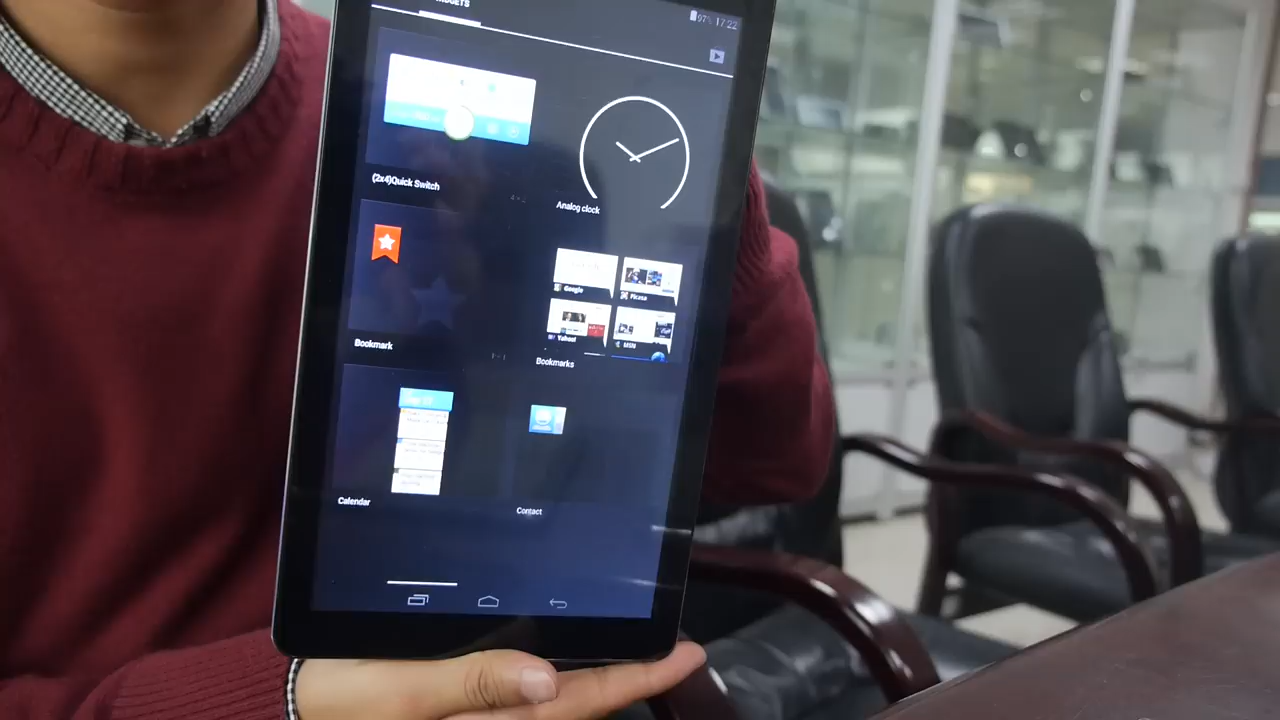 97% 17:22
(2x4)Quick Switch
Analog clock
Google
Picasa
Yahoo!
MSN
Bookmark
Bookmarks
Calendar
Contact